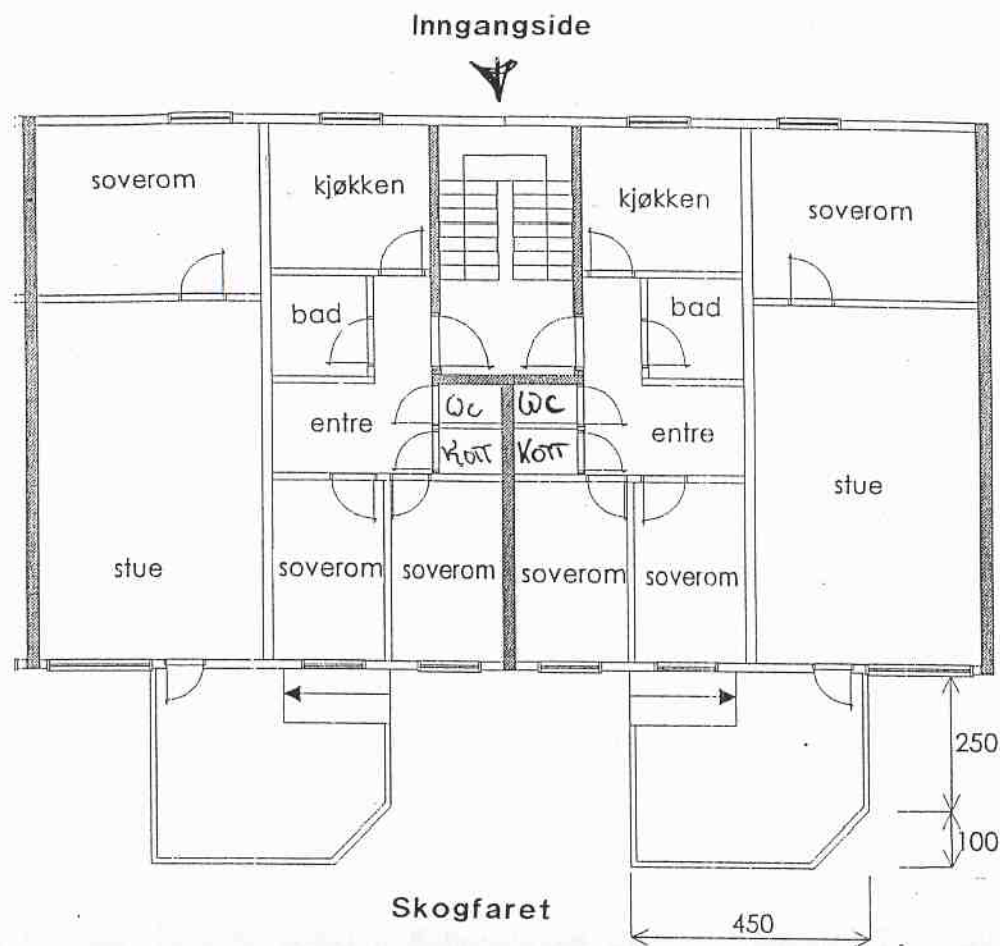 Inngangside
soverom
kjøkken
kjøkken
soverom
bad
bad
entre
Wc
WC
entre
Kott
Kott
stue
stue
soverom
soverom
soverom
soverom
250
100
Skogfaret
450